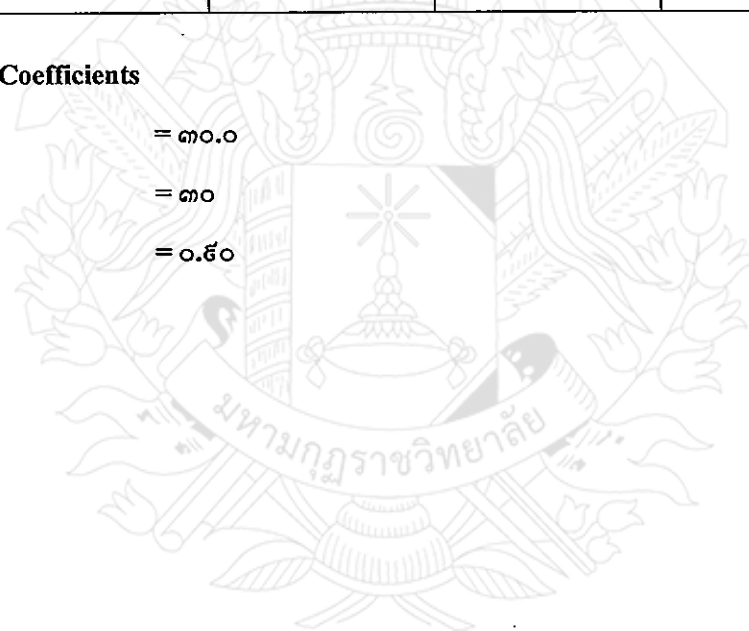 Coefficients
= ๓๐.๐
= ๓๐
= ๐.๕๐
มหามกุฏราชวิทยาลัย